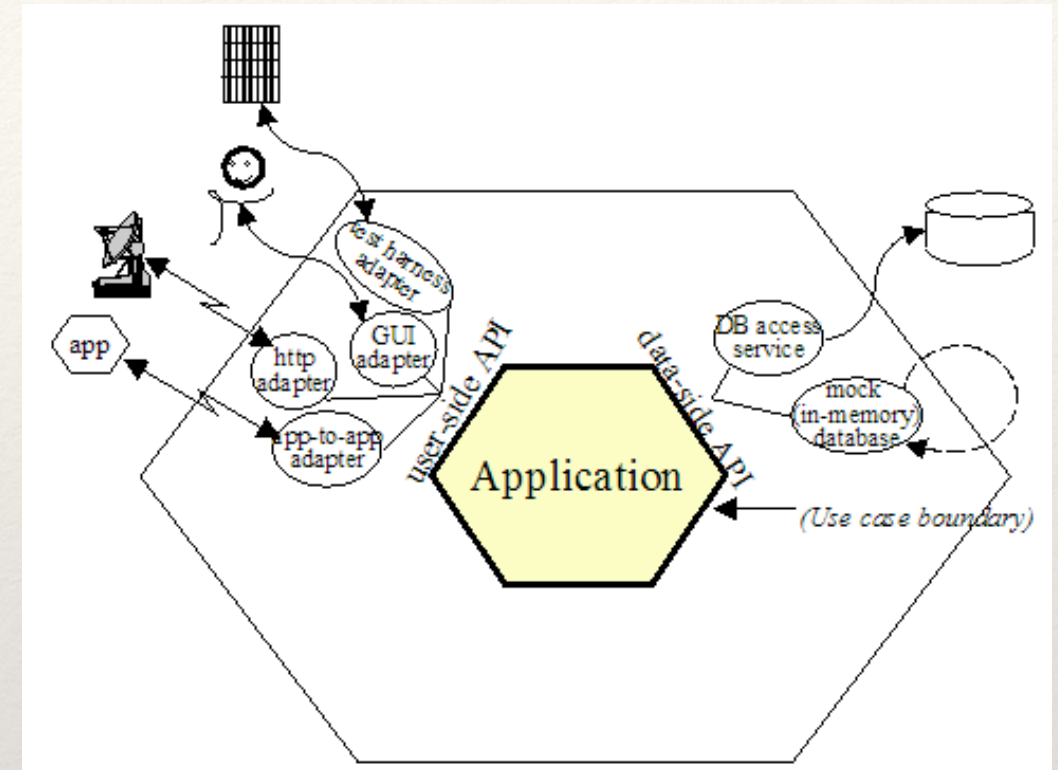 test harness
adapter
GUI
adapter
http
adapter
app
app-to-app
adapter
user-side API
Application
data-side API
DB access
service
mock
(in-memory)
database
(Use case boundary)